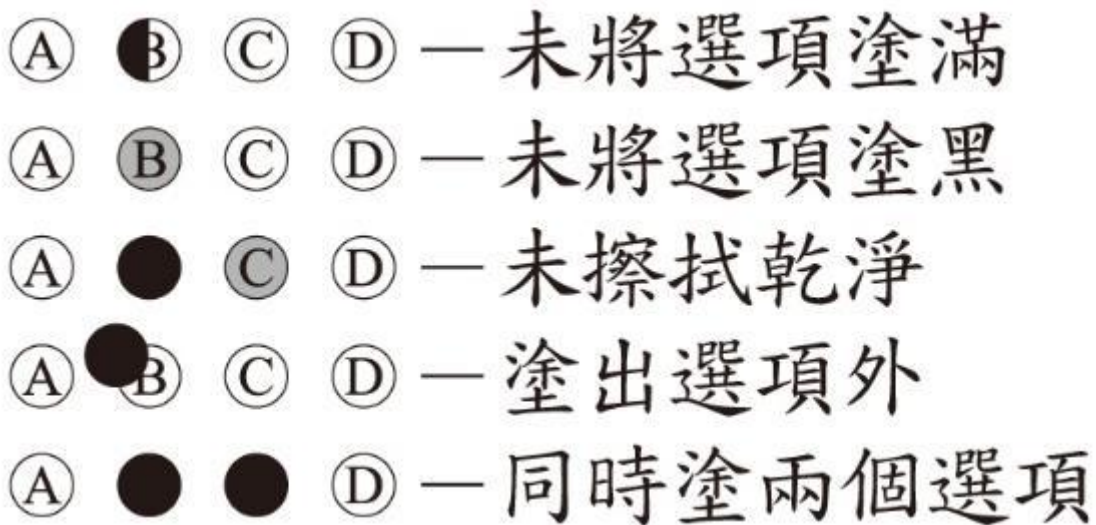 Ⓐ Ⓑ Ⓒ Ⓓ — 未將選項塗滿
Ⓐ Ⓑ Ⓒ Ⓓ — 未將選項塗黑
Ⓐ ● Ⓒ Ⓓ — 未擦拭乾淨
Ⓐ Ⓑ Ⓒ Ⓓ — 塗出選項外
Ⓐ ● ● Ⓓ — 同時塗兩個選項